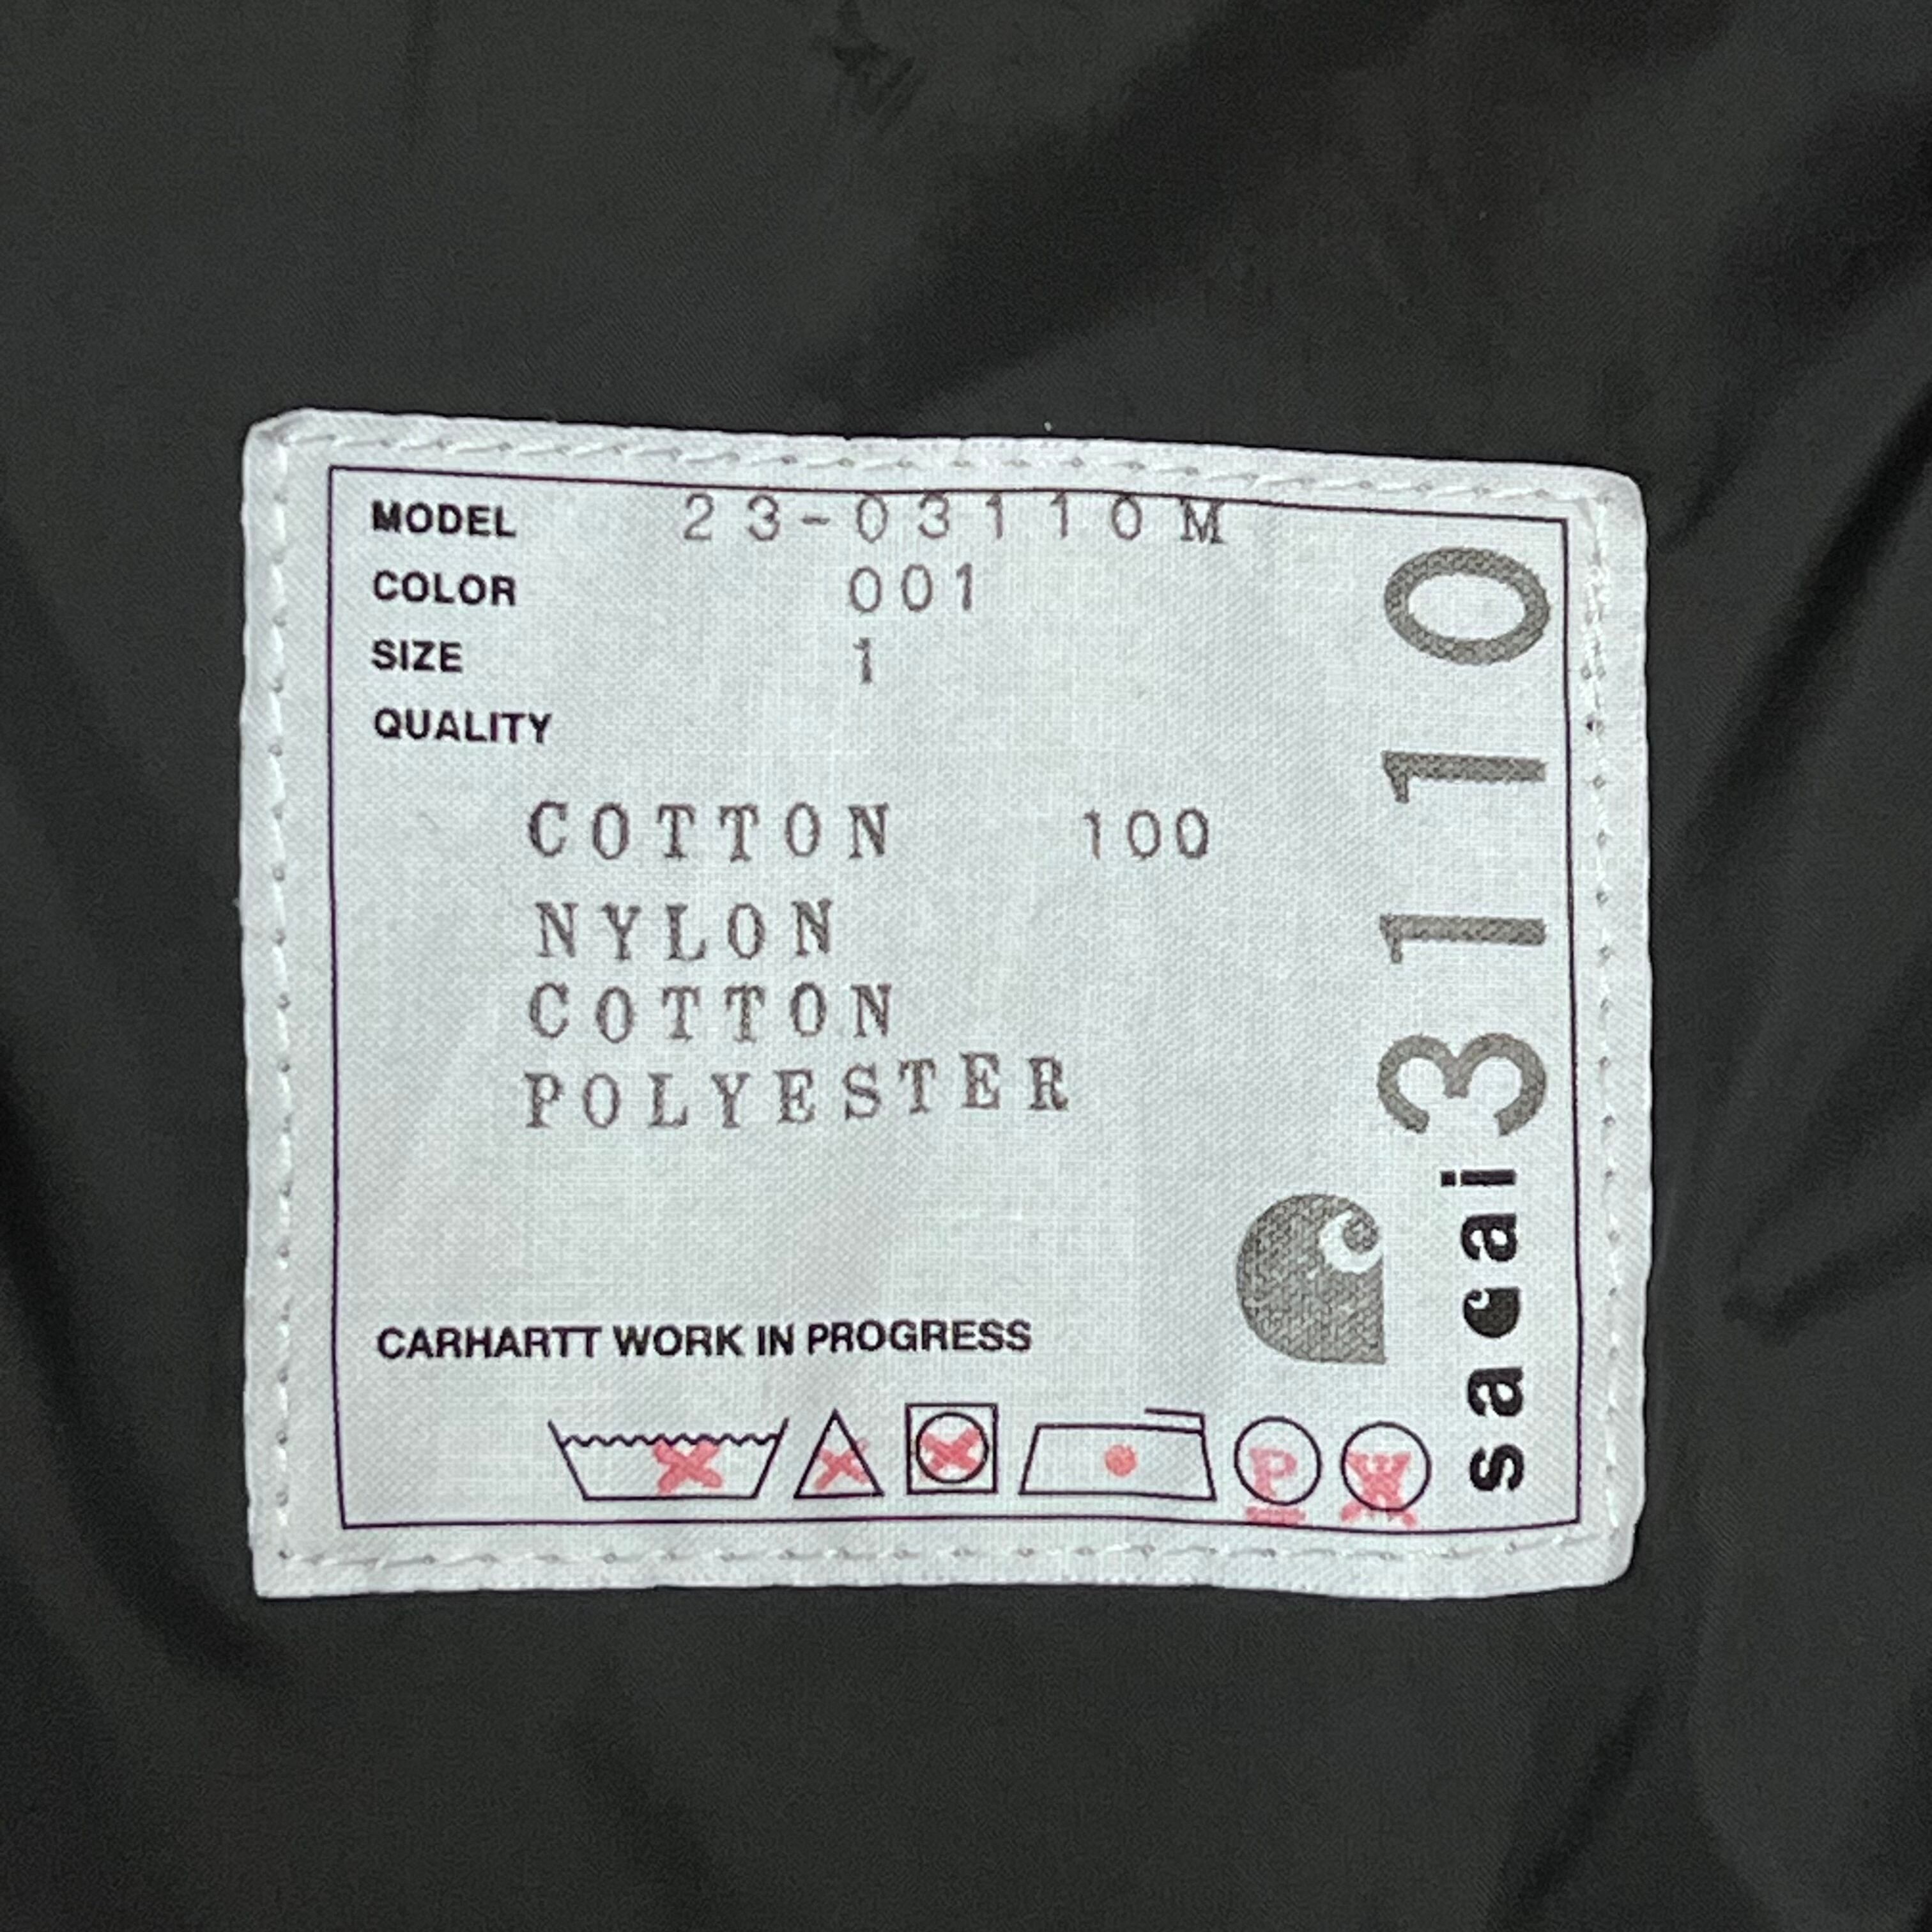 MODEL 23-03110M
COLOR 001
SIZE 1
QUALITY
COTTON 100
NYLON
COTTON
POLYESTER
CARHARTT WORK IN PROGRESS
P W
sacai 3110